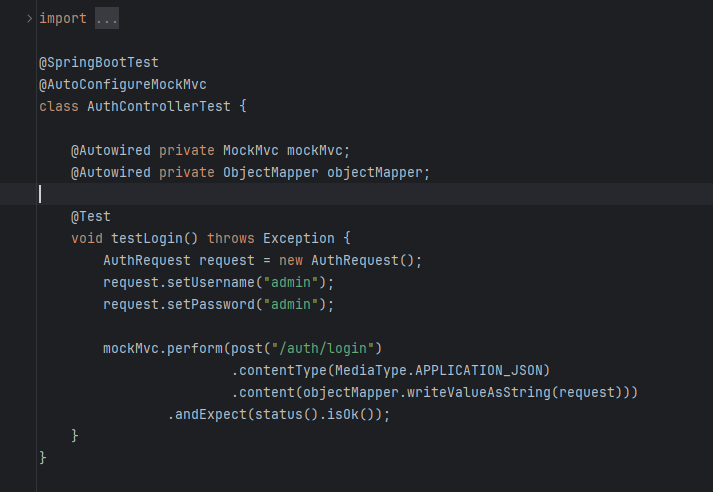 import ...
@SpringBootTest
@AutoConfigureMockMvc
class AuthControllerTest {
@Autowired private MockMvc mockMvc;
@Autowired private ObjectMapper objectMapper;
@Test
void testLogin() throws Exception {
AuthRequest request = new AuthRequest();
request.setUsername("admin");
request.setPassword("admin");
mockMvc.perform(post("/auth/login")
.contentType(MediaType.APPLICATION_JSON)
.content(objectMapper.writeValueAsString(request)))
.andExpect(status().isOk());
}
}